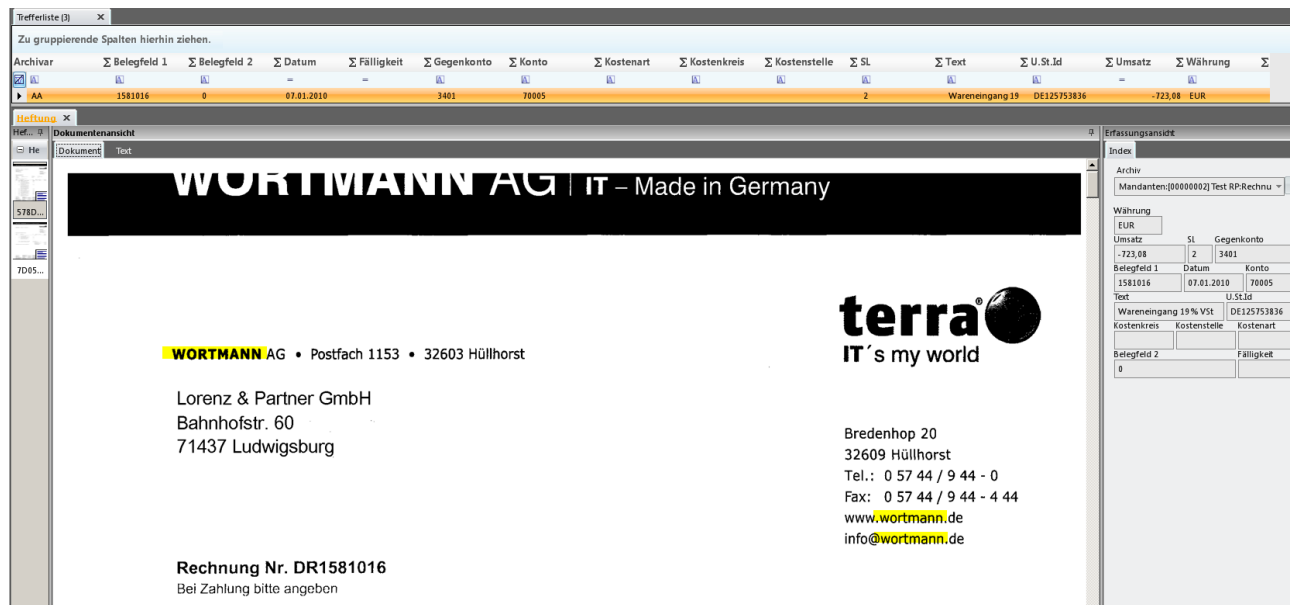 Trefferliste (3)
Zu gruppierende Spalten hierhin ziehen.
Archivar Σ Belegfeld 1 Σ Belegfeld 2 Σ Datum Σ Fälligkeit Σ Gegenkonto Σ Konto Σ Kostenart Σ Kostenkreis Σ Kostenstelle Σ SL Σ Text Σ U.St.Id Σ Umsatz Σ Währung Σ
AA 1581016 0 07.01.2010 3401 70005 2 Wareneingang 19 DE125753836 -723,08 EUR
Heftung
Hef... Dokumentenansicht Erfassungsansicht
He Dokument Text Index
578D...
7D05...
WORTMANN AG | IT – Made in Germany
terra®
IT´s my world
WORTMANN AG • Postfach 1153 • 32603 Hüllhorst
Lorenz & Partner GmbH
Bahnhofstr. 60
71437 Ludwigsburg
Bredenhop 20
32609 Hüllhorst
Tel.: 0 57 44 / 9 44 - 0
Fax: 0 57 44 / 9 44 - 4 44
www.wortmann.de
info@wortmann.de
Rechnung Nr. DR1581016
Bei Zahlung bitte angeben
Archiv
Mandanten:[00000002] Test RP:Rechnu
Währung
EUR
Umsatz SL Gegenkonto
-723,08 2 3401
Belegfeld 1 Datum Konto
1581016 07.01.2010 70005
Text U.St.Id
Wareneingang 19% VSt DE125753836
Kostenkreis Kostenstelle Kostenart
Belegfeld 2 Fälligkeit
0